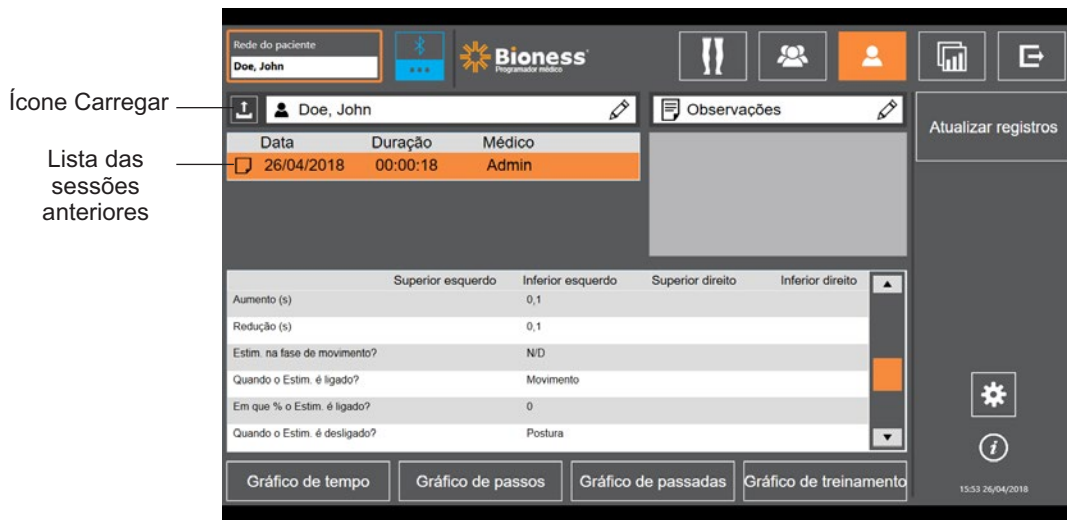 Rede do paciente
Doe, John
Bioness
Programador médico
Ícone Carregar
Doe, John
Observações
Atualizar registros
Lista das
sessões
anteriores
Data Duração Médico
26/04/2018 00:00:18 Admin
Superior esquerdo Inferior esquerdo Superior direito Inferior direito
Aumento (s) 0,1
Redução (s) 0,1
Estim. na fase de movimento? N/D
Quando o Estim. é ligado? Movimento
Em que % o Estim. é ligado? 0
Quando o Estim. é desligado? Postura
Gráfico de tempo Gráfico de passos Gráfico de passadas Gráfico de treinamento
15:53 26/04/2018